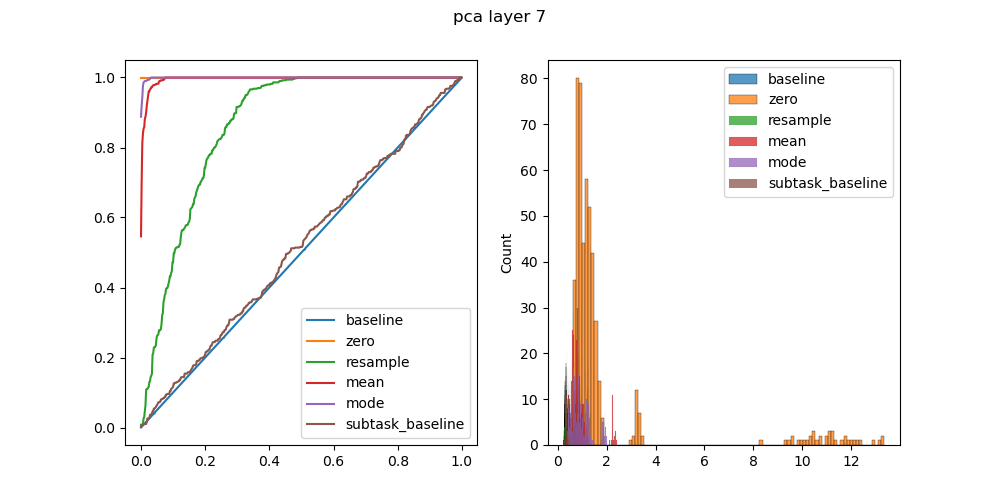 pca layer 7
1.0
0.8
0.6
0.4
0.2
0.0
0.0 0.2 0.4 0.6 0.8 1.0
baseline
zero
resample
mean
mode
subtask_baseline
Count
80
70
60
50
40
30
20
10
0
0 2 4 6 8 10 12
baseline
zero
resample
mean
mode
subtask_baseline